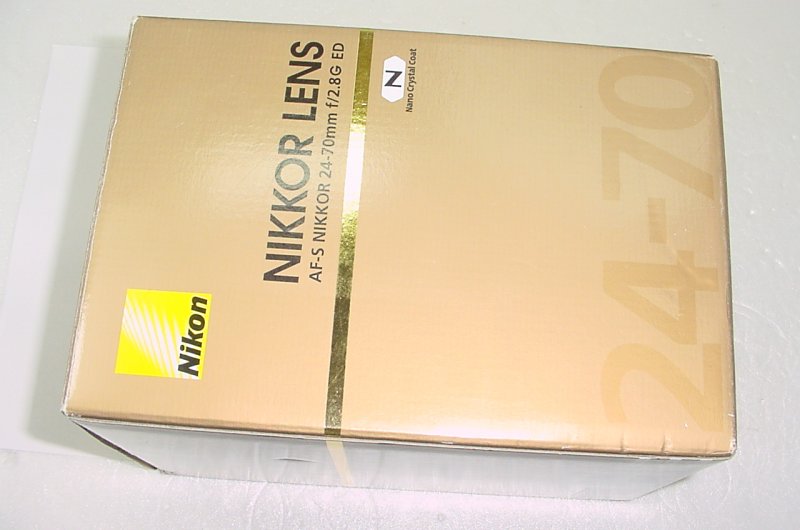 Nikon
NIKKOR LENS
AF-S NIKKOR 24-70mm f/2.8G ED
N
Nano Crystal Coat
24-70